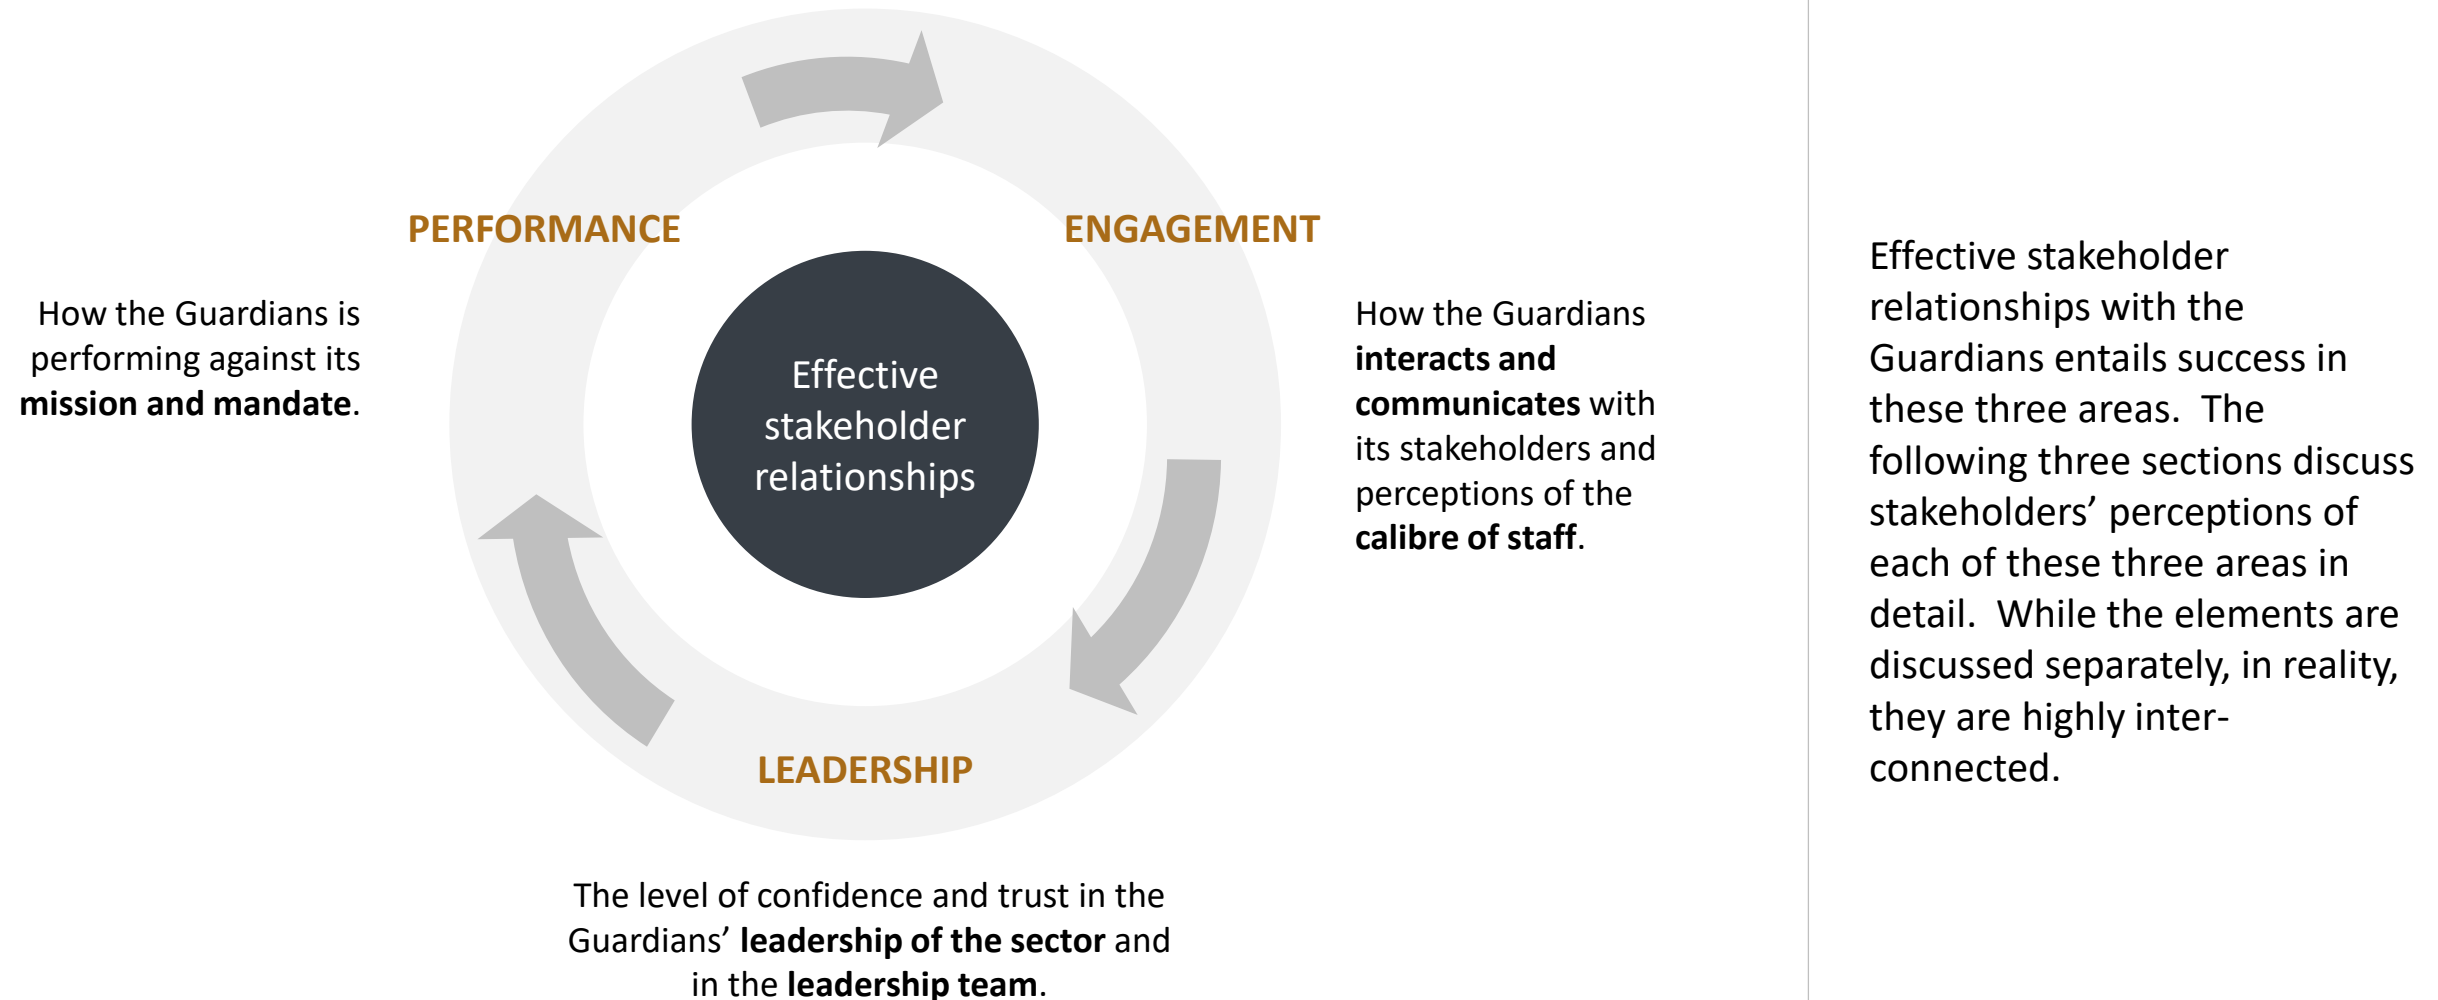 PERFORMANCE
How the Guardians is
performing against its
mission and mandate.
Effective
stakeholder
relationships
ENGAGEMENT
How the Guardians
interacts and
communicates with
its stakeholders and
perceptions of the
calibre of staff.
LEADERSHIP
The level of confidence and trust in the
Guardians’ leadership of the sector and
in the leadership team.
Effective stakeholder
relationships with the
Guardians entails success in
these three areas.  The
following three sections discuss
stakeholders’ perceptions of
each of these three areas in
detail.  While the elements are
discussed separately, in reality,
they are highly inter-
connected.